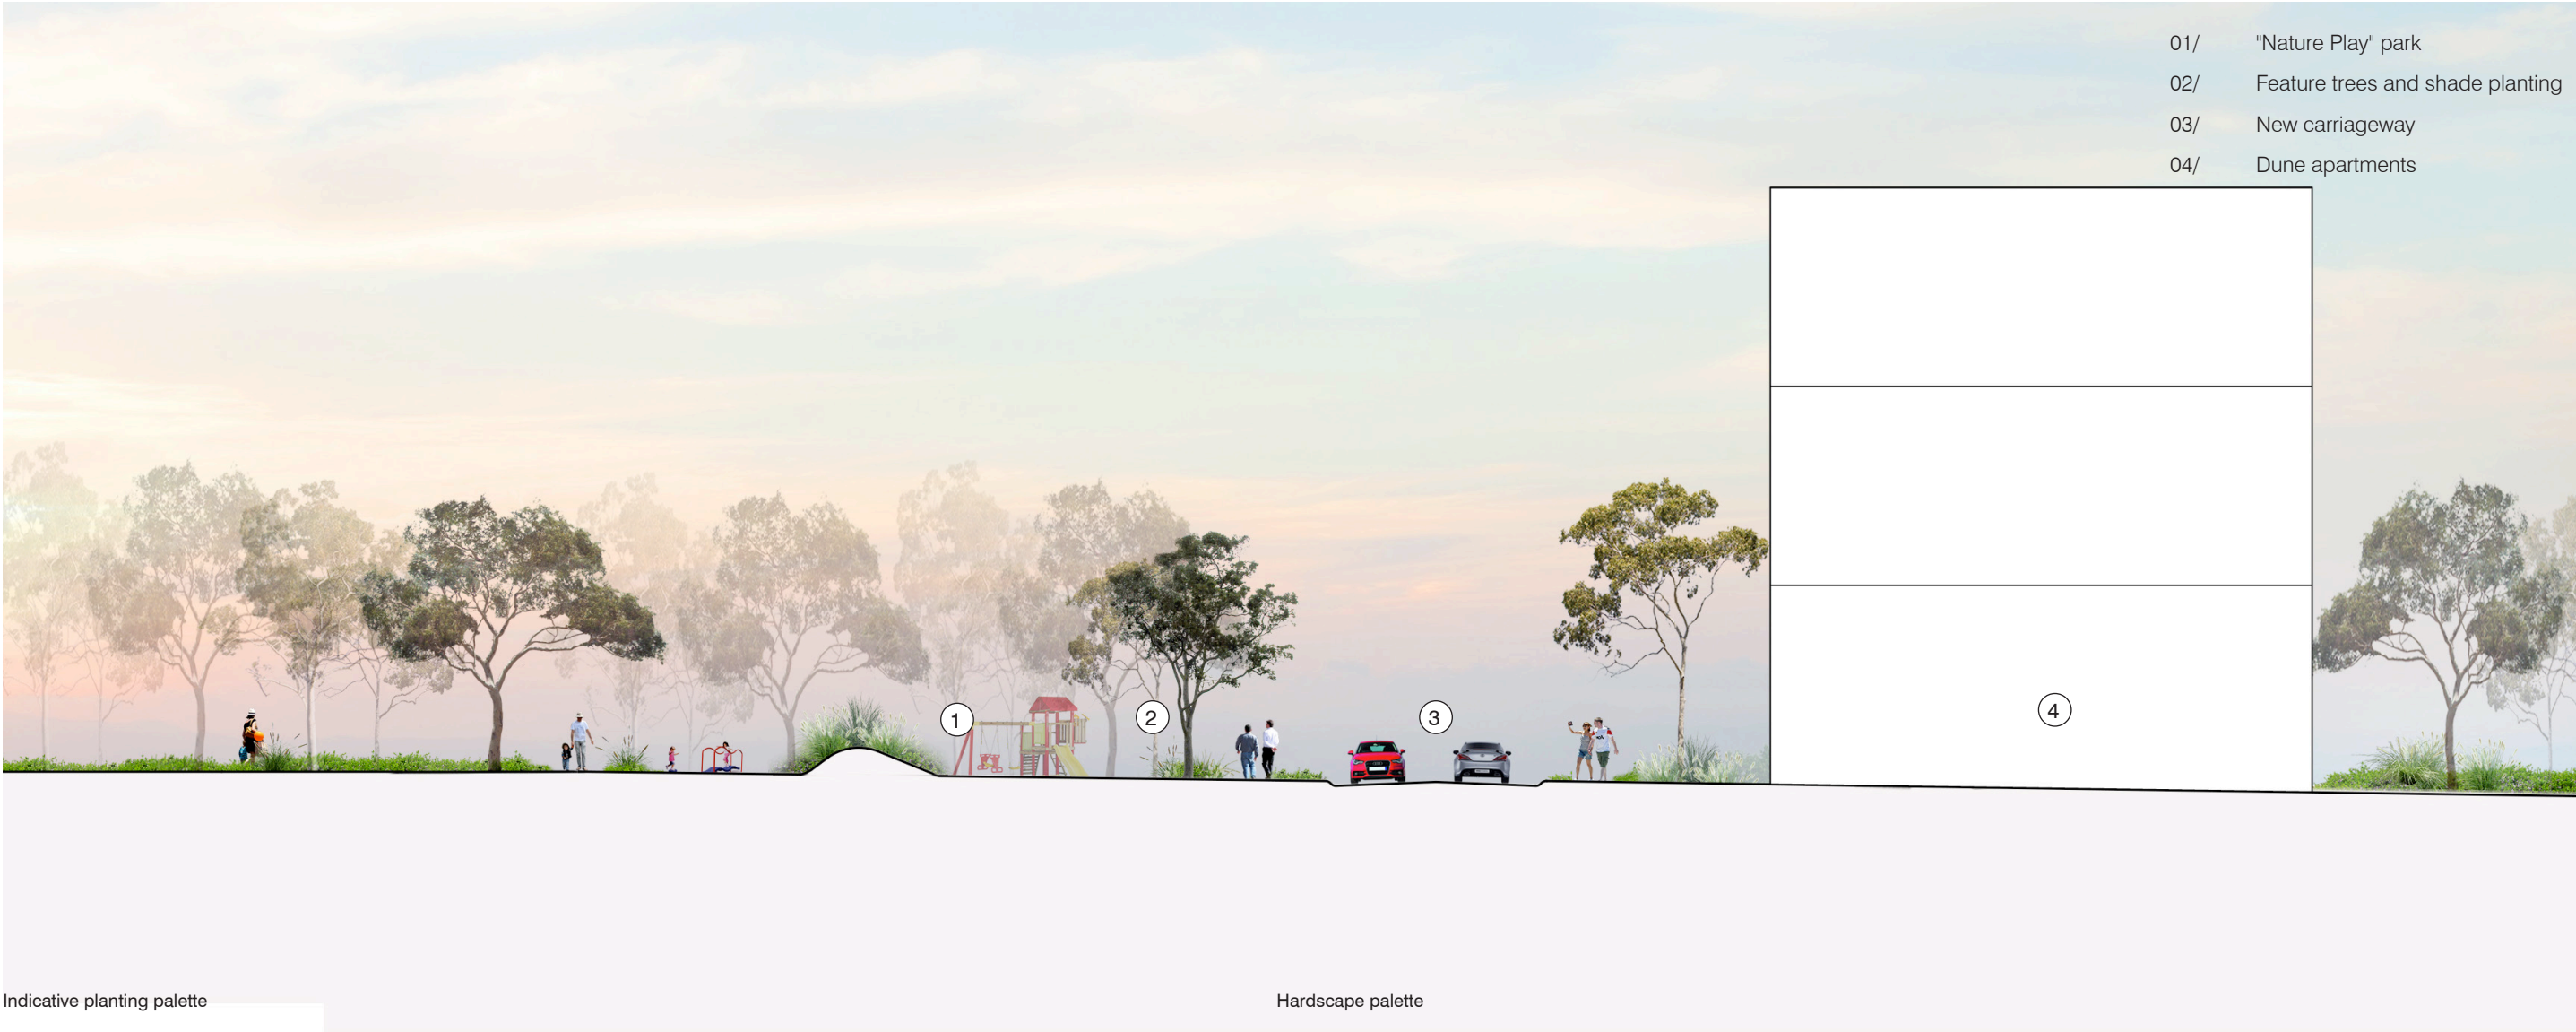 01/ "Nature Play" park
02/ Feature trees and shade planting
03/ New carriageway
04/ Dune apartments
1
2
3
4
Indicative planting palette
Hardscape palette